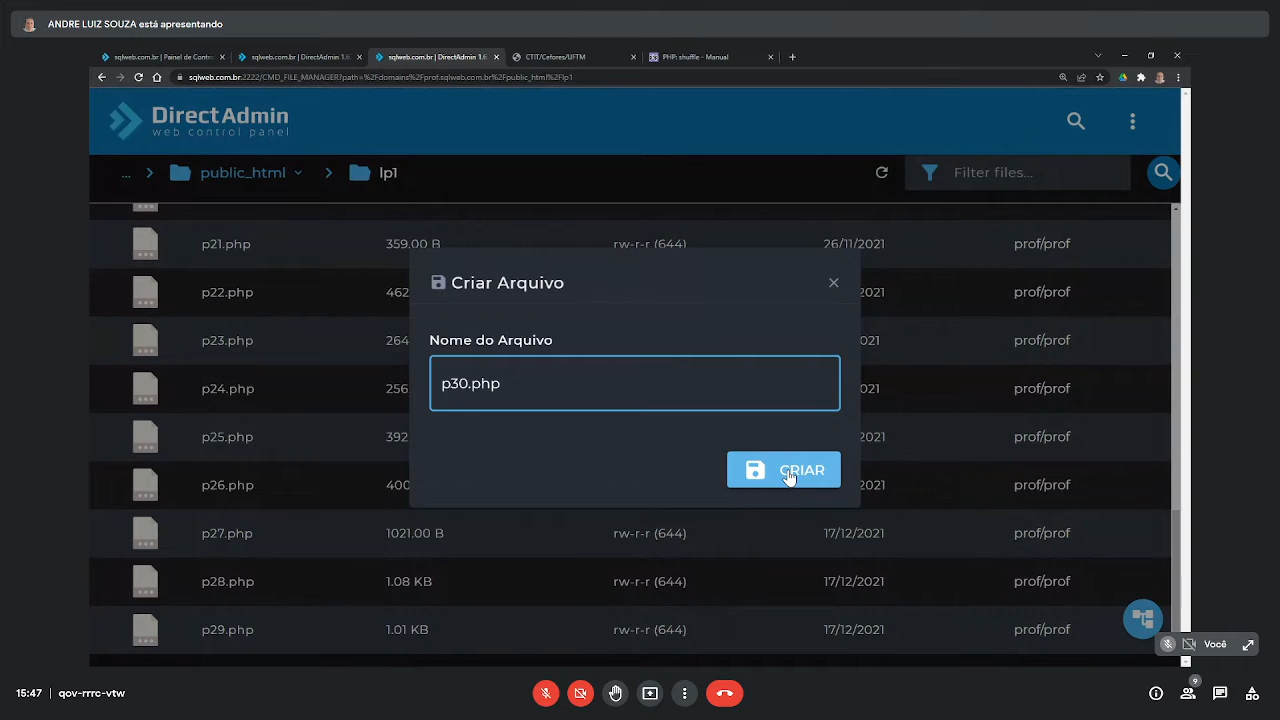 ANDRE LUIZ SOUZA está apresentando
sqlweb.com.br | Painel de Contr
sqlweb.com.br | DirectAdmin 1.6
sqlweb.com.br | DirectAdmin 1.6
CTIT/Cefores/UFTM
PHP: shuffle - Manual
sqlweb.com.br:2222/CMD_FILE_MANAGER?path=%2Fdomains%2Fprof.sqlweb.com.br%2Fpublic_html%2Flp1
DirectAdmin
web control panel
... public_html lp1 Filter files...
p21.php 359.00 B rw-r-r (644) 26/11/2021 prof/prof
Criar Arquivo
p22.php 462 2021 prof/prof
Nome do Arquivo
p23.php 264 2021 prof/prof
p30.php
p24.php 256 021 prof/prof
p25.php 392 2021 prof/prof
CRIAR
p26.php 400 2021 prof/prof
p27.php 1021.00 B rw-r-r (644) 17/12/2021 prof/prof
p28.php 1.08 KB rw-r-r (644) 17/12/2021 prof/prof
p29.php 1.01 KB rw-r-r (644) 17/12/2021 prof/prof
Você
15:47 qov-rrrc-vtw
9